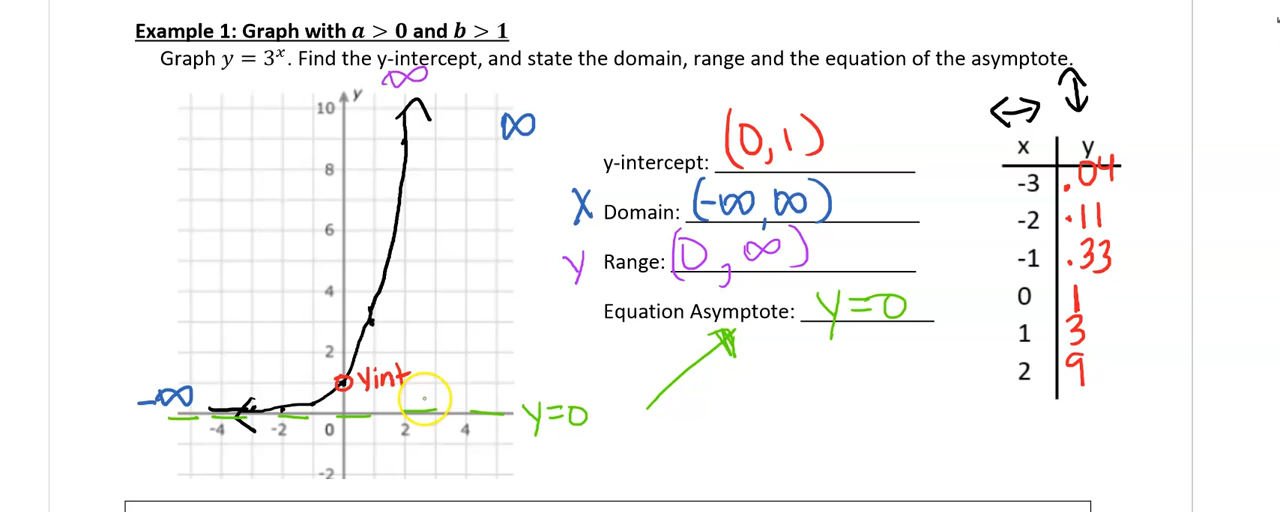 Example 1: Graph with a > 0 and b > 1
Graph y = 3ˣ. Find the y-intercept, and state the domain, range and the equation of the asymptote.
∞
10 y
∞
8
6
4
2
yint
-∞
-4 -2 0 2 4
y=0
-2
y-intercept: (0,1)
X Domain: (-∞,∞)
y Range: (0,∞)
Equation Asymptote: y=0
x y
-3 .04
-2 .11
-1 .33
0 1
1 3
2 9